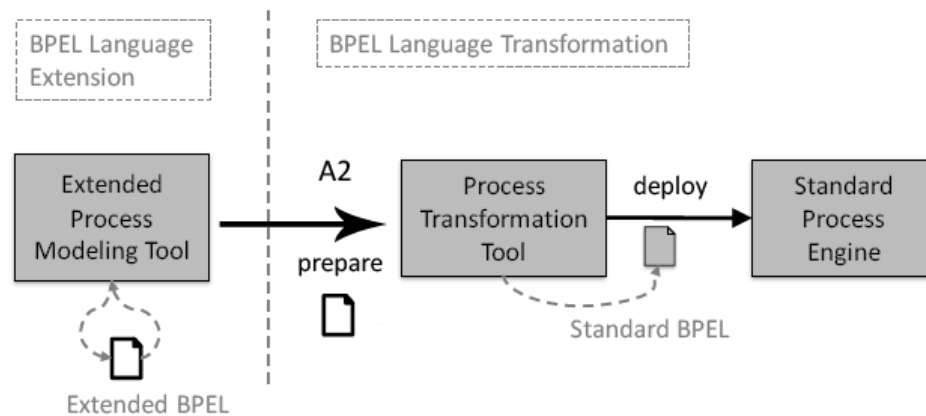 BPEL Language
Extension
BPEL Language Transformation
Extended
Process
Modeling Tool
A2
prepare
Process
Transformation
Tool
deploy
Standard
Process
Engine
Standard BPEL
Extended BPEL